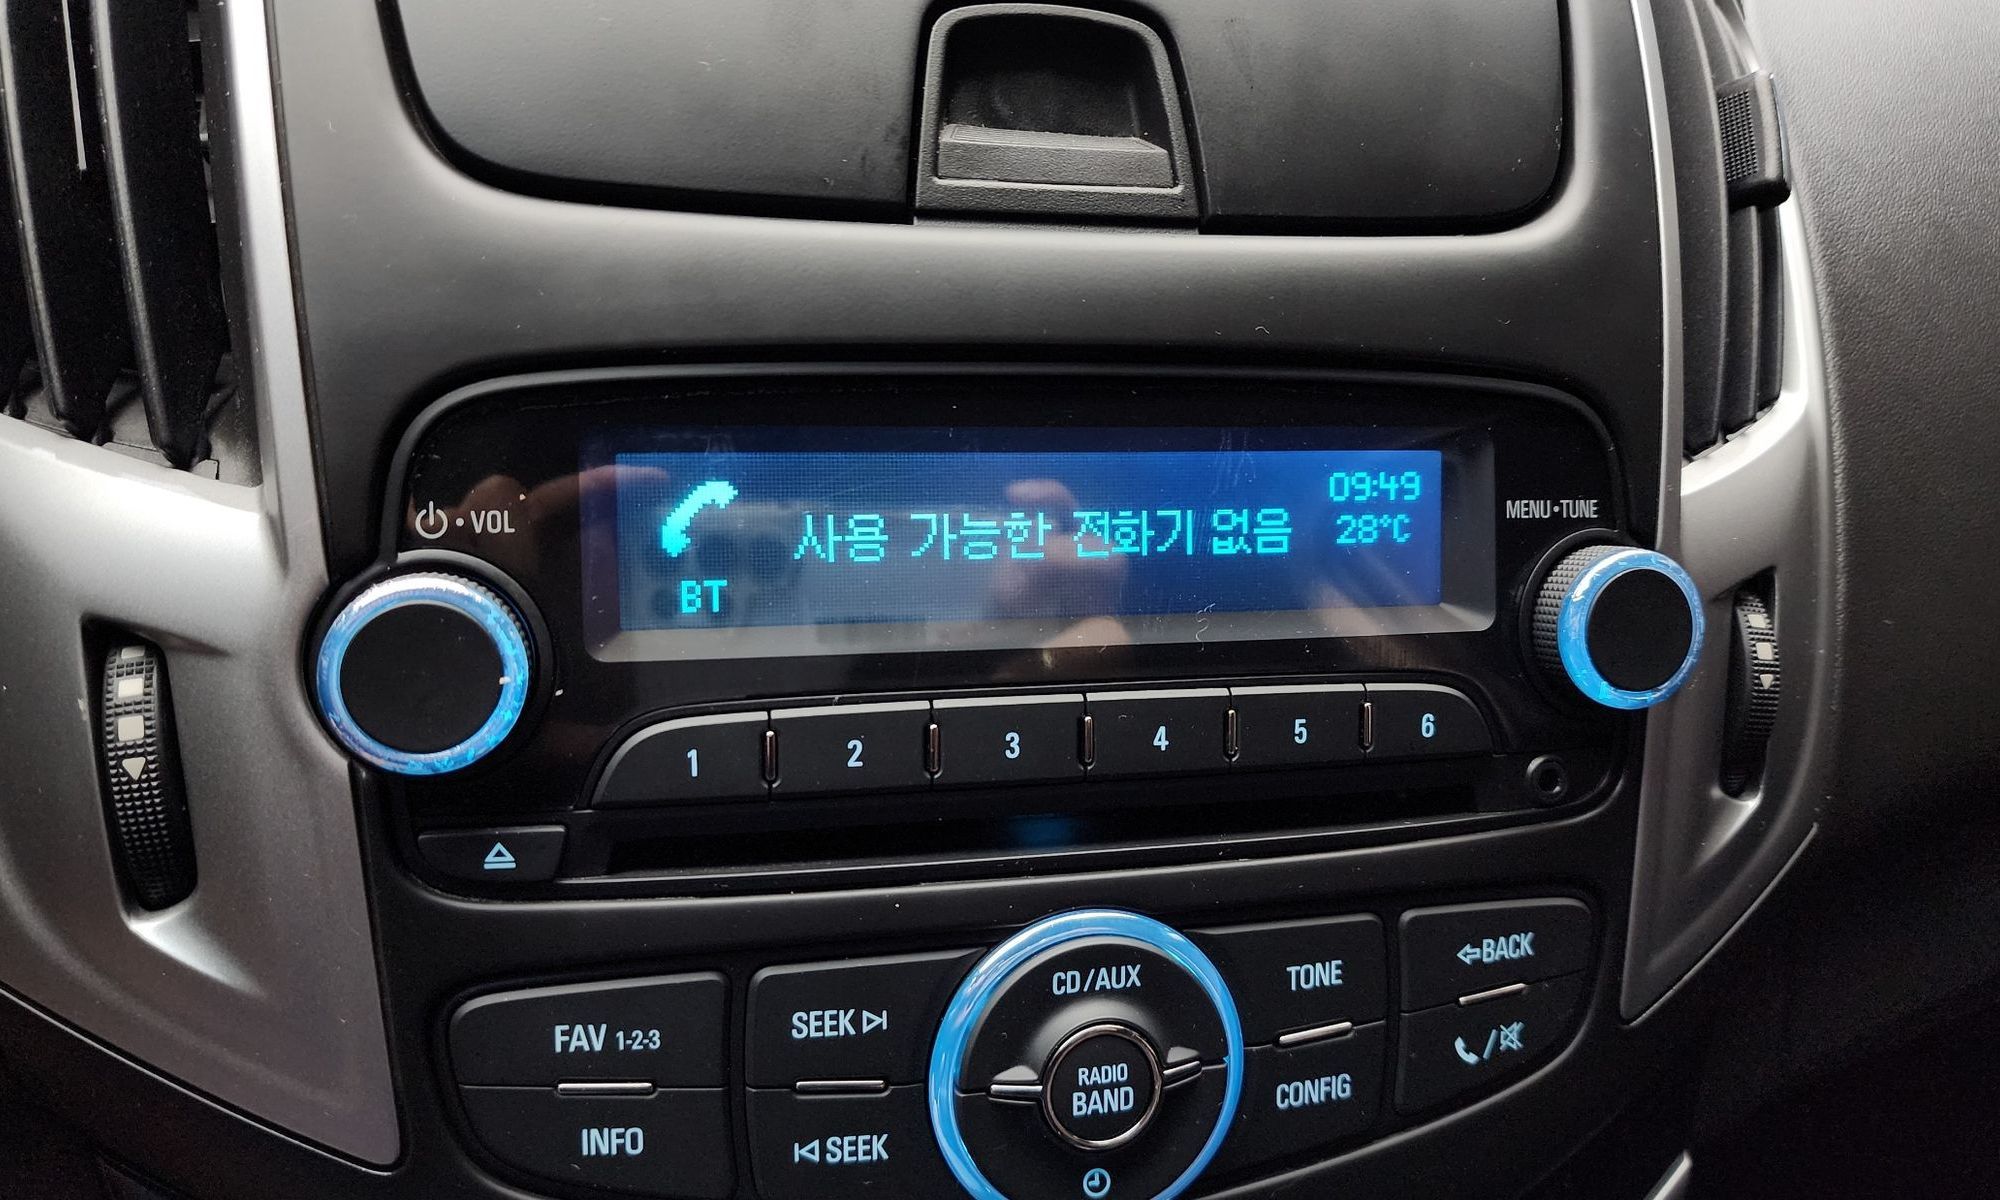 09:49
사용 가능한 전화기 없음
28°C
BT
VOL
MENU•TUNE
1 2 3 4 5 6
CD/AUX
TONE
BACK
SEEK
FAV 1-2-3
RADIO
BAND
CONFIG
INFO
SEEK